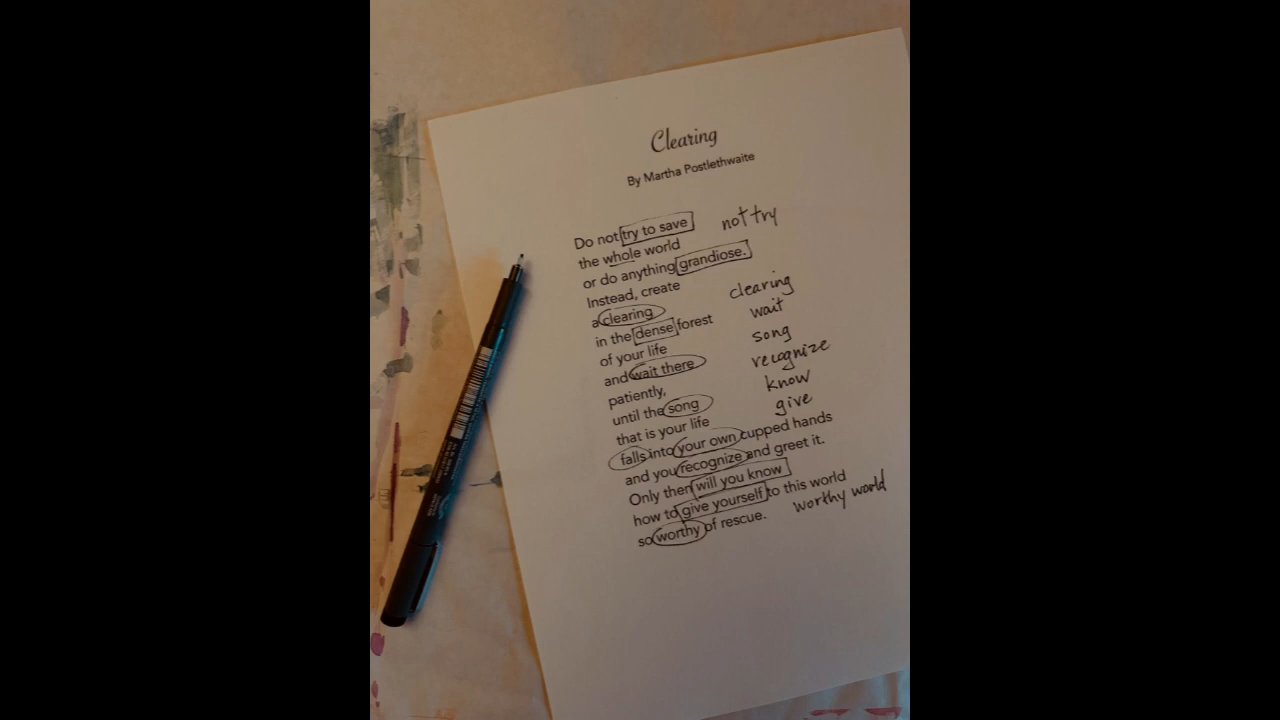 Clearing
By Martha Postlethwaite
Do not try to save not try
the whole world
or do anything grandiose.
Instead, create
a clearing clearing
in the dense forest wait
of your life song
and wait there recognize
patiently, know
until the song give
that is your life
falls into your own cupped hands
and you recognize and greet it.
Only then will you know
how to give yourself to this world
so worthy of rescue. worthy world